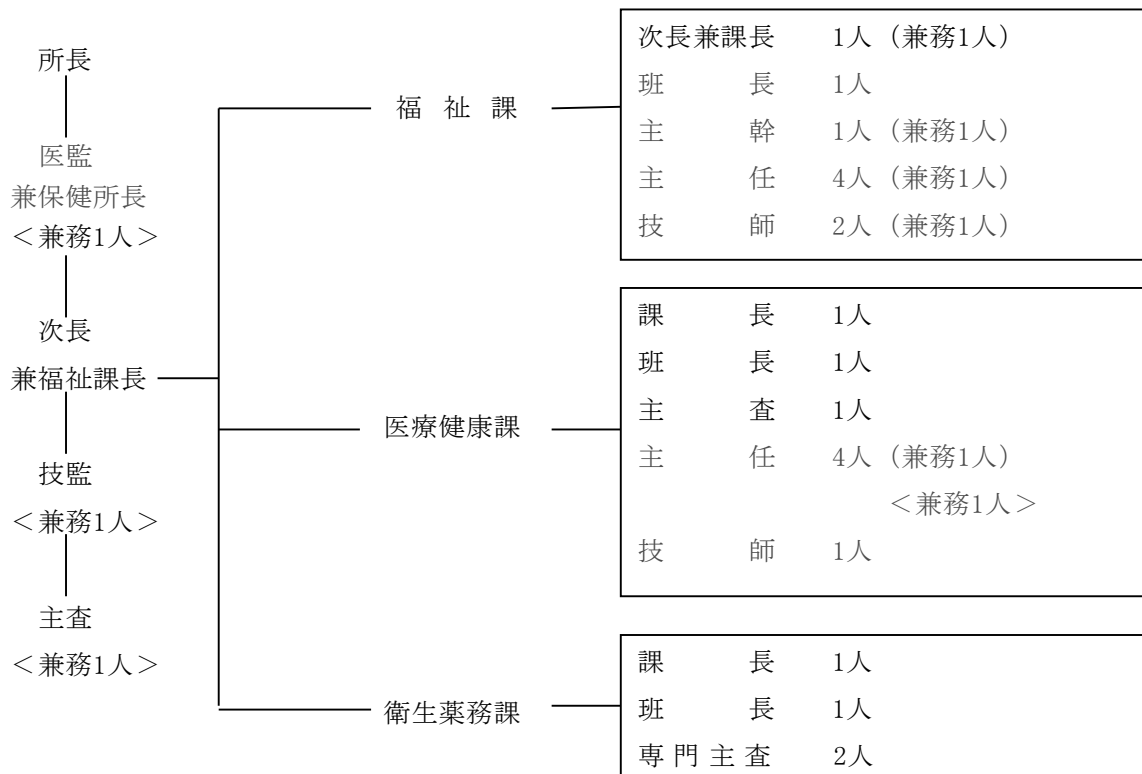 所長
医監
兼保健所長
＜兼務1人＞
次長
兼福祉課長
技監
＜兼務1人＞
主査
＜兼務1人＞
福 祉 課
次長兼課長 1人 （兼務1人）
班 長 1人
主 幹 1人 （兼務1人）
主 任 4人 （兼務1人）
技 師 2人 （兼務1人）
医療健康課
課 長 1人
班 長 1人
主 査 1人
主 任 4人 （兼務1人）
＜兼務1人＞
技 師 1人
衛生薬務課
課 長 1人
班 長 1人
専門主査 2人